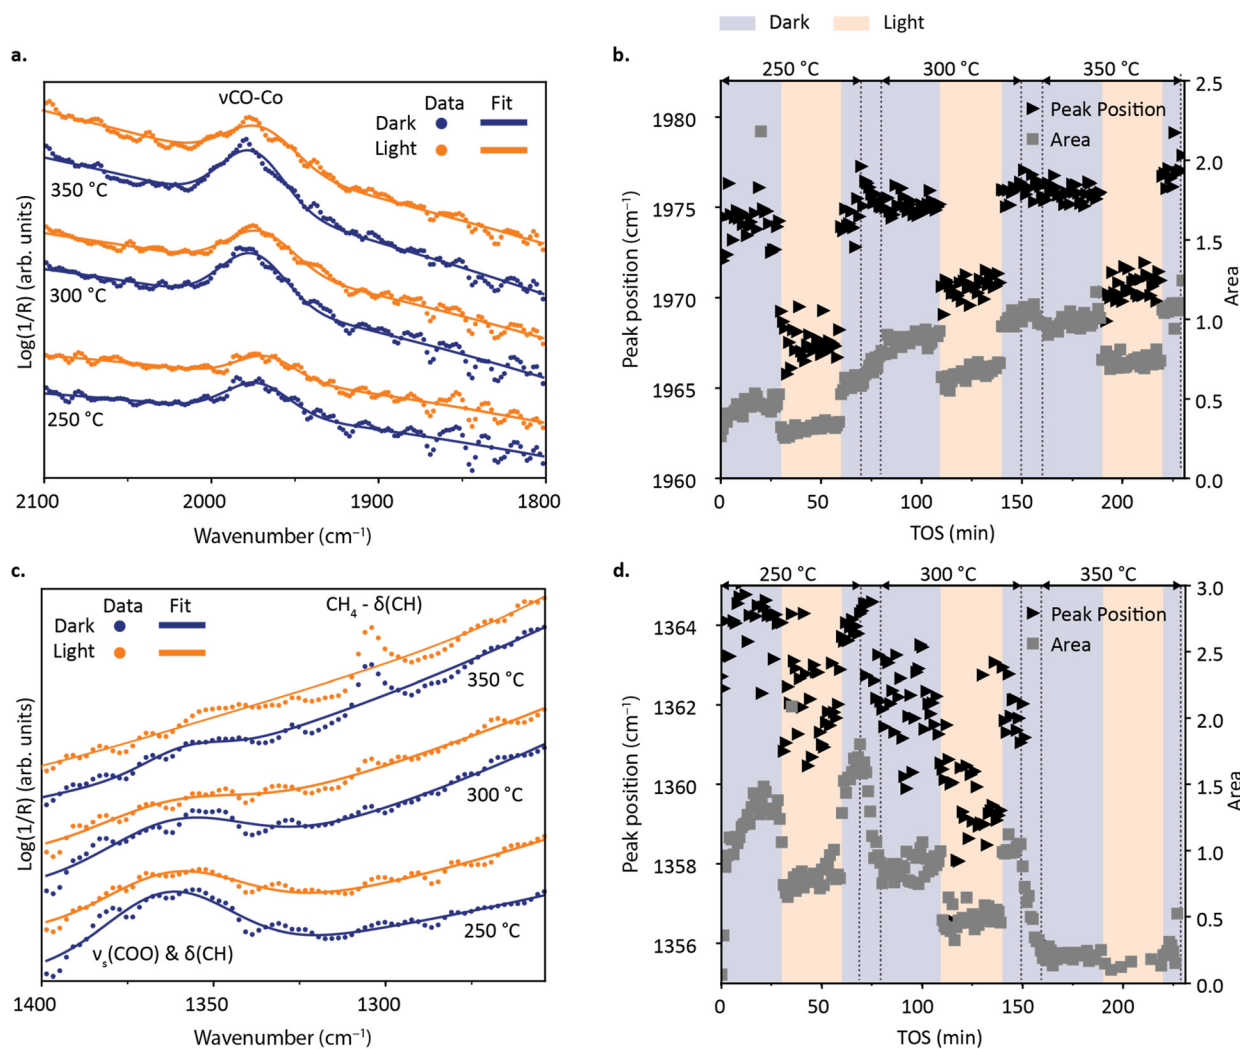 Dark Light
a.
νCO-Co
Data Fit
Dark
Light
350 °C
300 °C
250 °C
Log(1/R) (arb. units)
2100 2000 1900 1800
Wavenumber (cm⁻¹)
b.
250 °C 300 °C 350 °C
Peak Position
Area
Peak position (cm⁻¹)
1980
1975
1970
1965
1960
2.5
2.0
1.5
1.0
0.5
0.0
Area
0 50 100 150 200
TOS (min)
c.
Data Fit
Dark
Light
CH₄ - δ(CH)
350 °C
300 °C
250 °C
νₛ(COO) & δ(CH)
Log(1/R) (arb. units)
1400 1350 1300
Wavenumber (cm⁻¹)
d.
250 °C 300 °C 350 °C
Peak Position
Area
Peak position (cm⁻¹)
1364
1362
1360
1358
1356
3.0
2.5
2.0
1.5
1.0
0.5
0.0
Area
0 50 100 150 200
TOS (min)